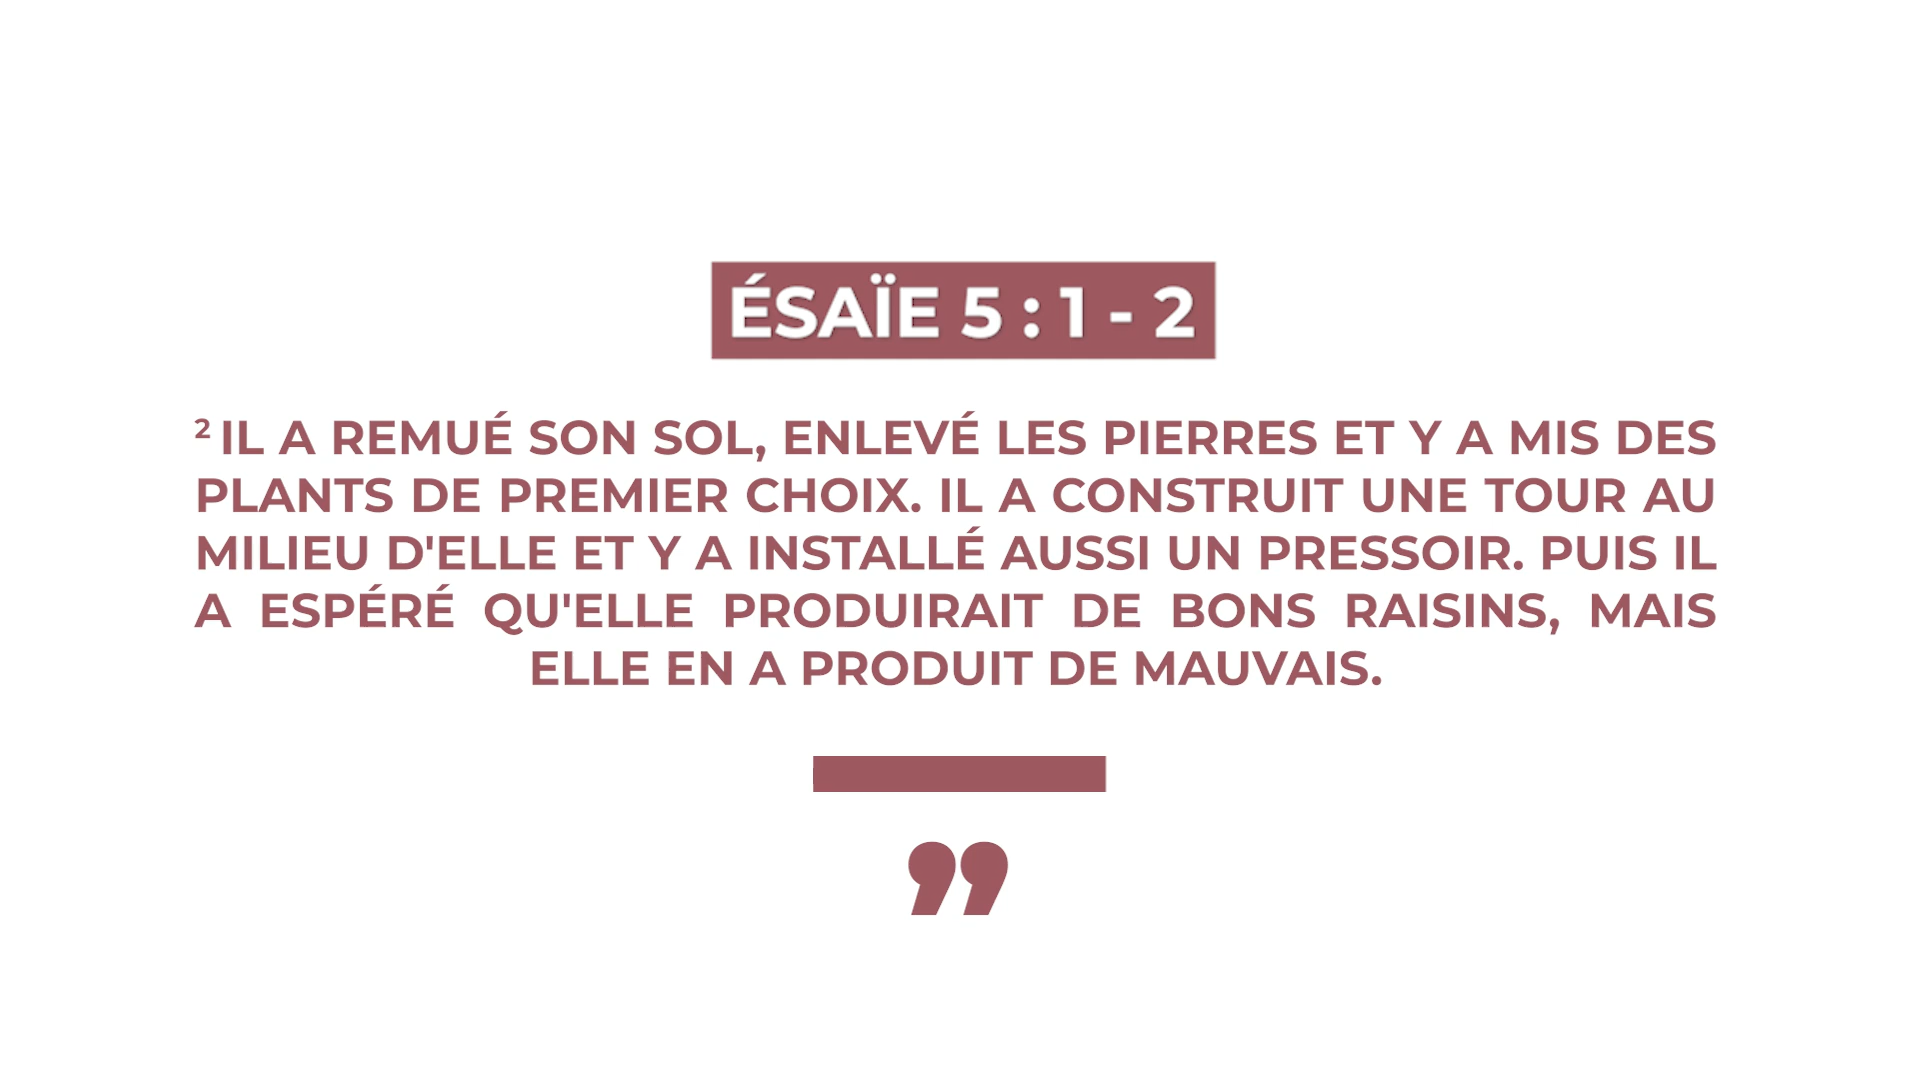 ÉSAÏE 5 : 1 - 2
² IL A REMUÉ SON SOL, ENLEVÉ LES PIERRES ET Y A MIS DES
PLANTS DE PREMIER CHOIX. IL A CONSTRUIT UNE TOUR AU
MILIEU D'ELLE ET Y A INSTALLÉ AUSSI UN PRESSOIR. PUIS IL
A ESPÉRÉ QU'ELLE PRODUIRAIT DE BONS RAISINS, MAIS
ELLE EN A PRODUIT DE MAUVAIS.
”